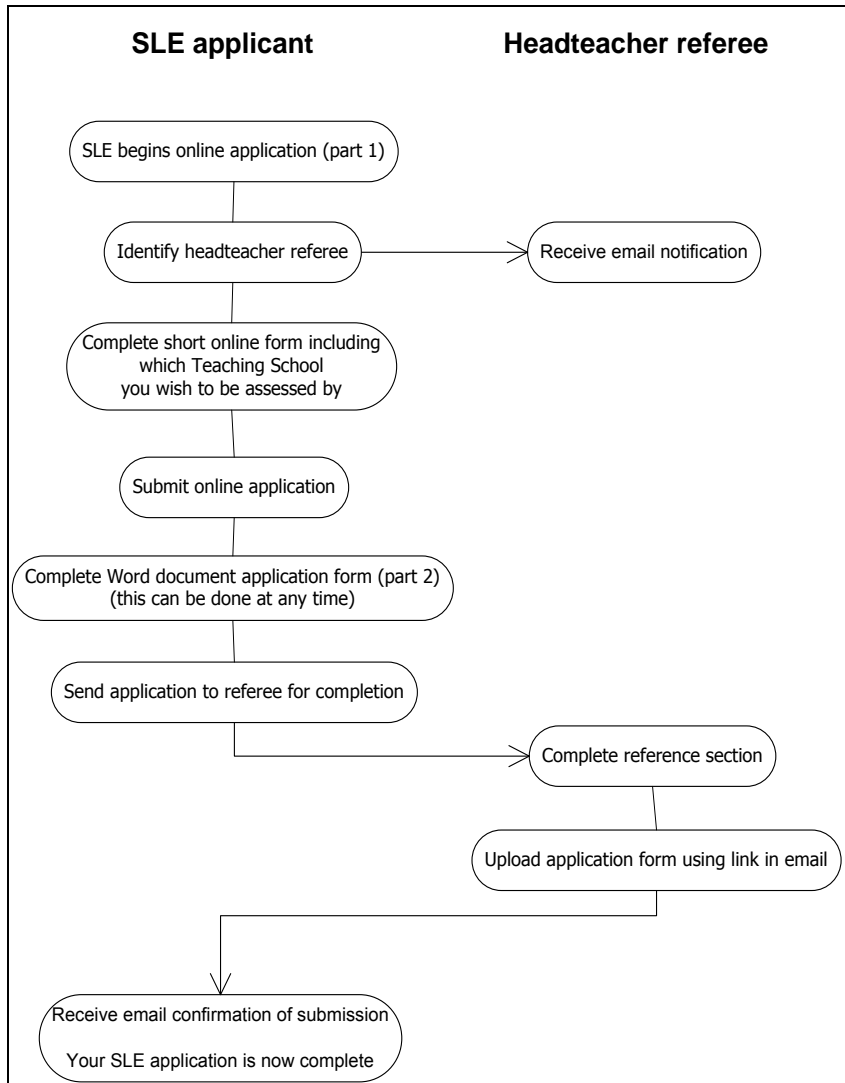 SLE applicant
Headteacher referee
SLE begins online application (part 1)
Identify headteacher referee
Receive email notification
Complete short online form including
which Teaching School
you wish to be assessed by
Submit online application
Complete Word document application form (part 2)
(this can be done at any time)
Send application to referee for completion
Complete reference section
Upload application form using link in email
Receive email confirmation of submission
Your SLE application is now complete